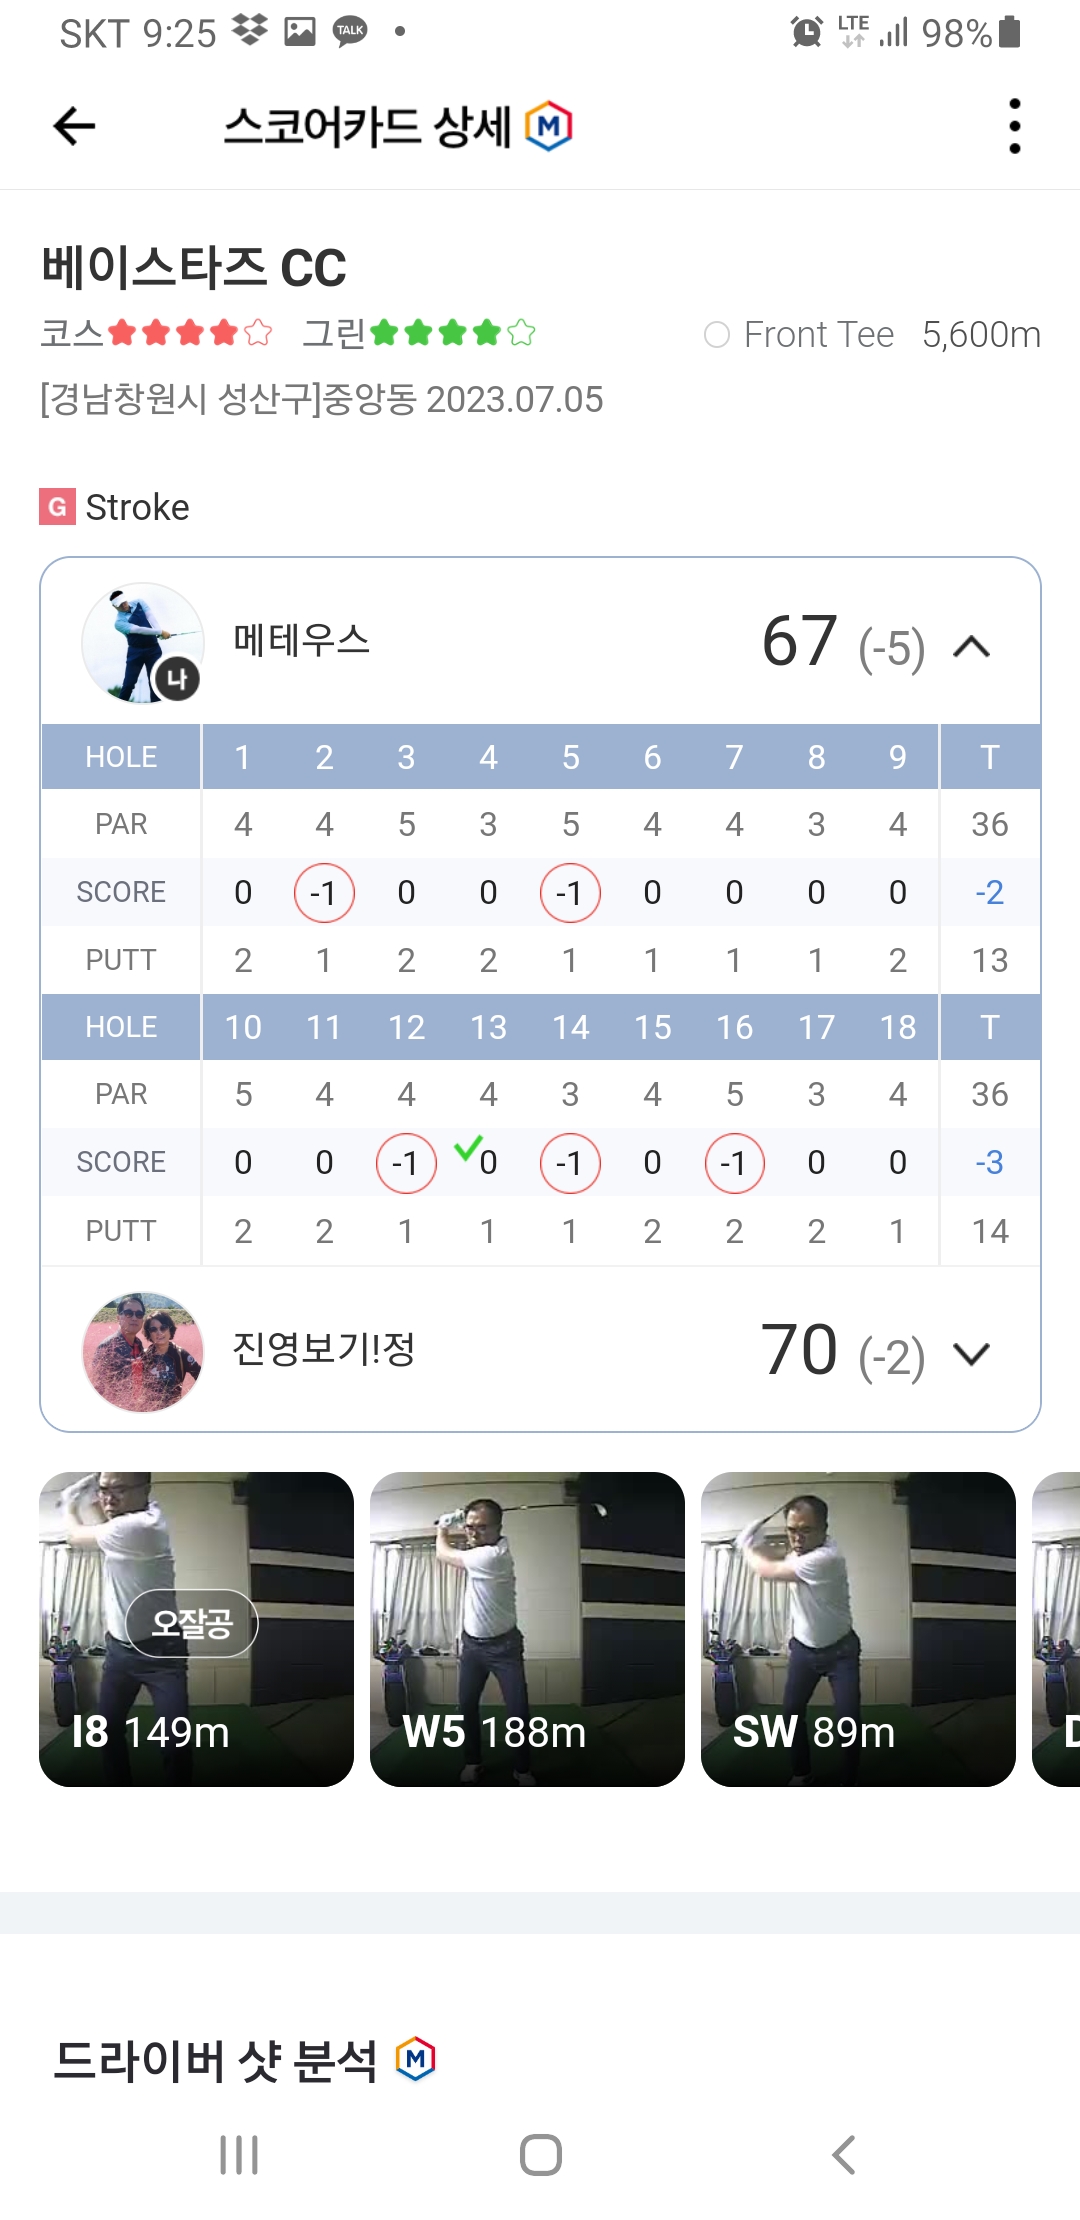 SKT 9:25 TALK LTE 98%
스코어카드 상세 M
베이스타즈 CC
코스 그린 Front Tee 5,600m
[경남창원시 성산구]중앙동 2023.07.05
G Stroke
메테우스 67 (-5)
나
HOLE 1 2 3 4 5 6 7 8 9 T
PAR 4 4 5 3 5 4 4 3 4 36
SCORE 0 -1 0 0 -1 0 0 0 0 -2
PUTT 2 1 2 2 1 1 1 1 2 13
HOLE 10 11 12 13 14 15 16 17 18 T
PAR 5 4 4 4 3 4 5 3 4 36
SCORE 0 0 -1 0 -1 0 -1 0 0 -3
PUTT 2 2 1 1 1 2 2 2 1 14
진영보기!정 70 (-2)
오잘공
I8 149m W5 188m SW 89m D
드라이버 샷 분석 M